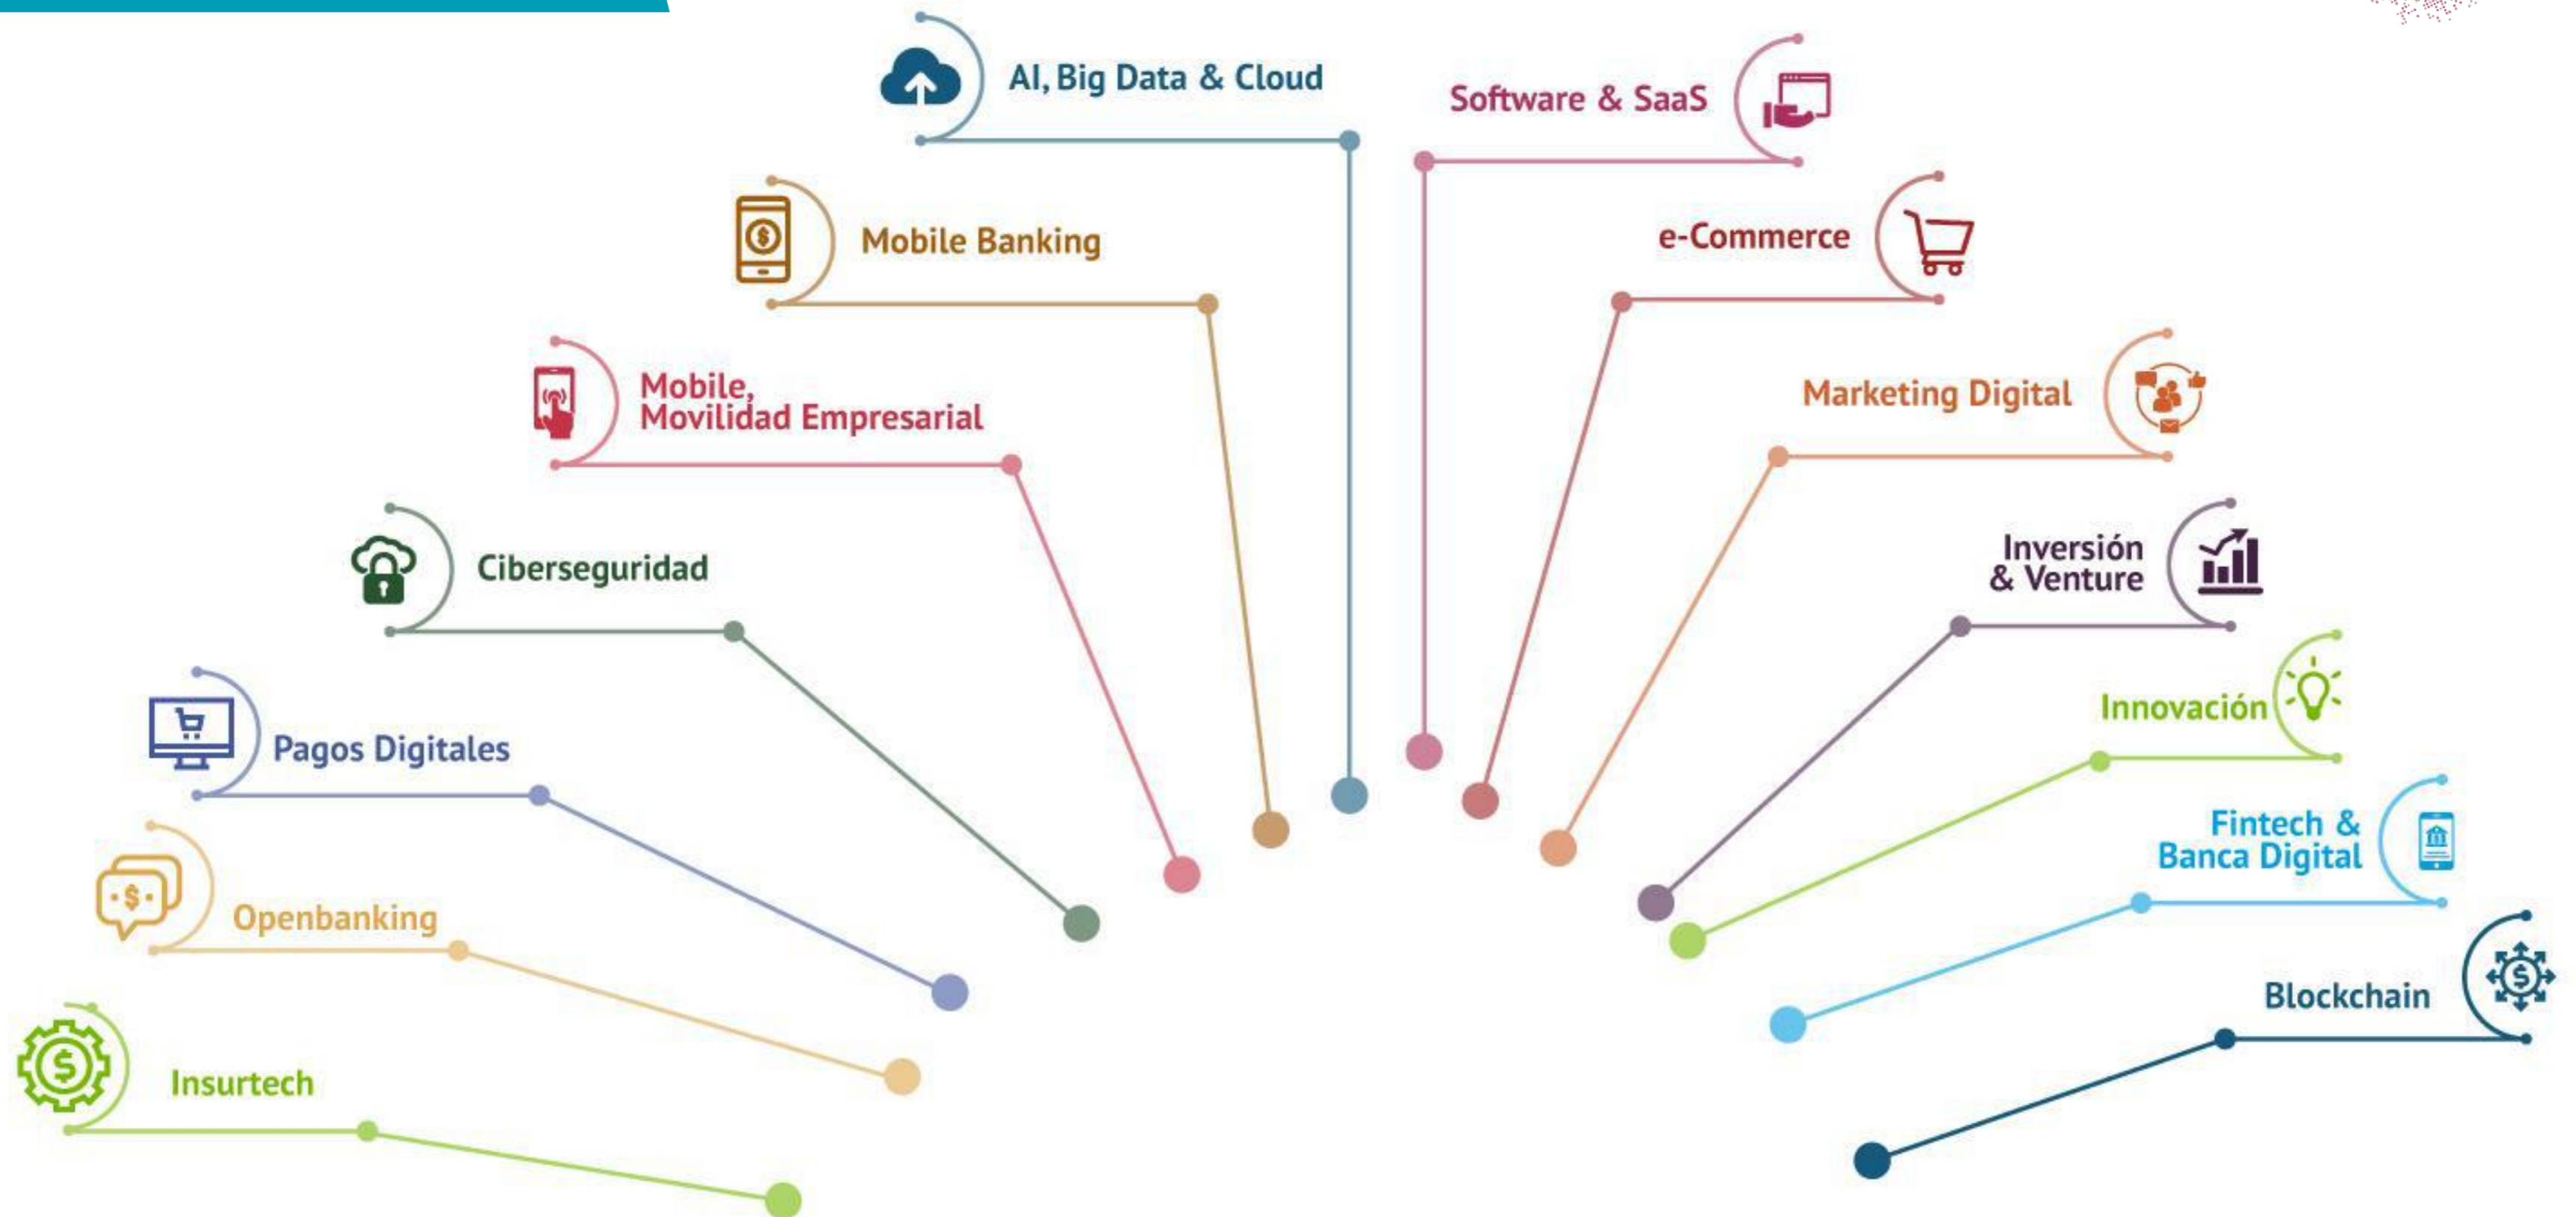 AI, Big Data & Cloud
Software & SaaS
Mobile Banking
e-Commerce
Mobile,
Movilidad Empresarial
Marketing Digital
Ciberseguridad
Inversión
& Venture
Pagos Digitales
Innovación
Openbanking
Fintech &
Banca Digital
Insurtech
Blockchain